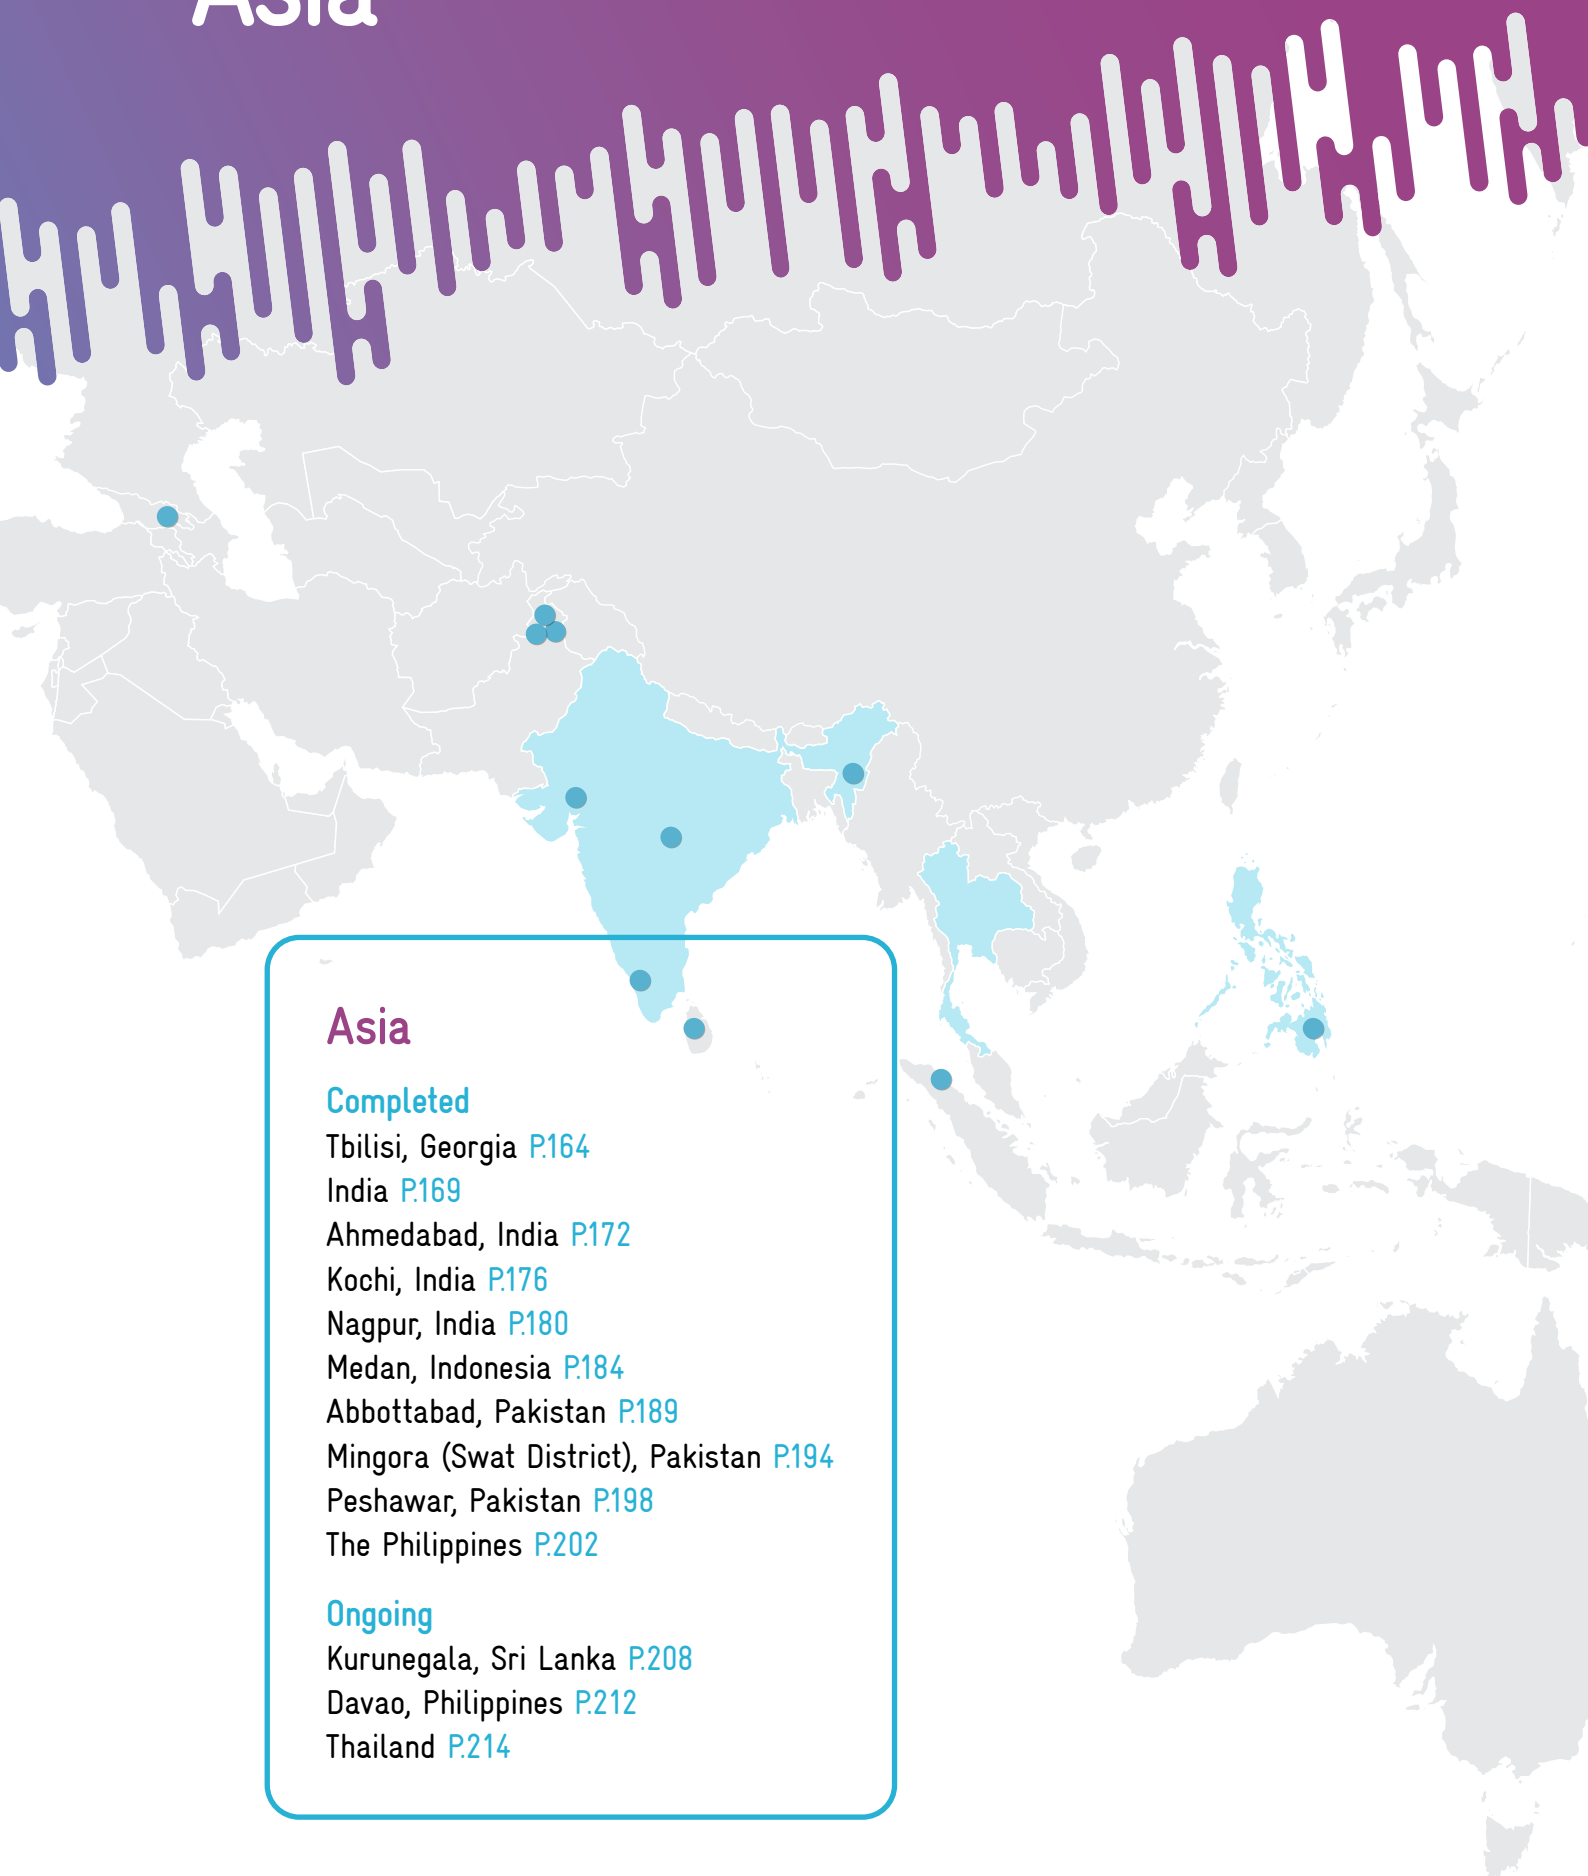 Asia
Asia
Completed
Tbilisi, Georgia P.164
India P.169
Ahmedabad, India P.172
Kochi, India P.176
Nagpur, India P.180
Medan, Indonesia P.184
Abbottabad, Pakistan P.189
Mingora (Swat District), Pakistan P.194
Peshawar, Pakistan P.198
The Philippines P.202
Ongoing
Kurunegala, Sri Lanka P.208
Davao, Philippines P.212
Thailand P.214